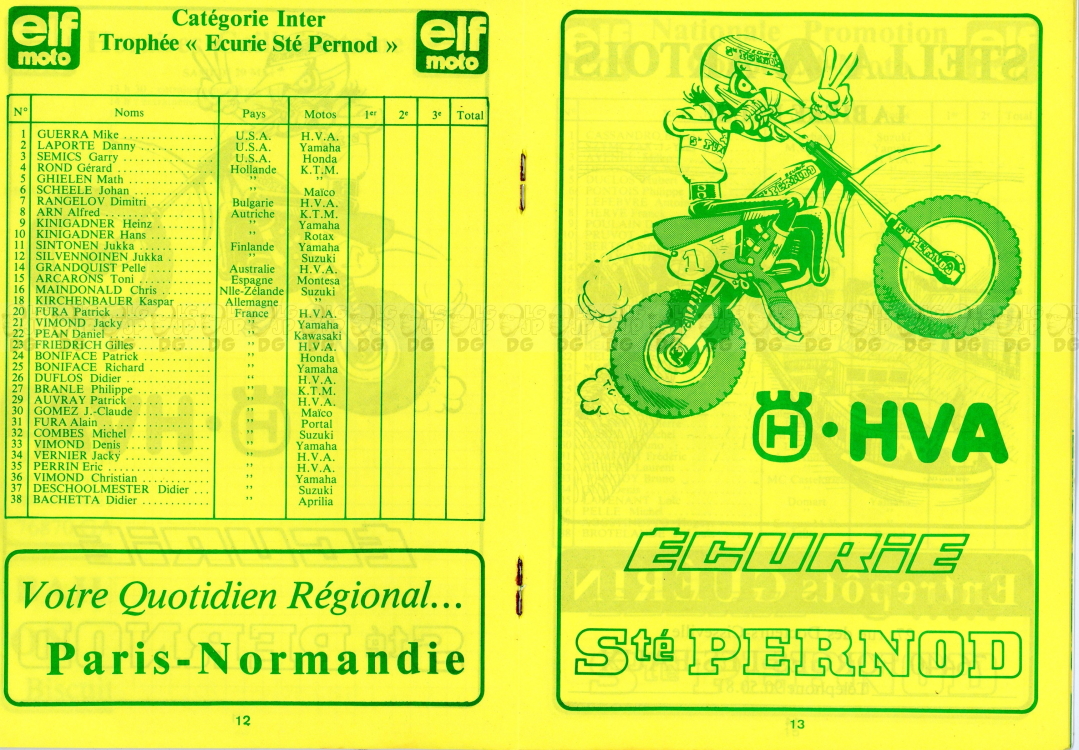 elf moto
Catégorie Inter
Trophée « Ecurie Sté Pernod »
elf moto
N° Noms Pays Motos 1er 2e 3e Total
1 GUERRA Mike ............ U.S.A. H.V.A.
2 LAPORTE Danny ............ U.S.A. Yamaha
3 SEMICS Garry ............ U.S.A. Honda
4 ROND Gérard ............ Hollande K.T.M.
5 GHIELEN Math ............ ’’ ’’
6 SCHEELE Johan ............ ’’ Maïco
7 RANGELOV Dimitri ............ Bulgarie H.V.A.
8 ARN Alfred ............ Autriche K.T.M.
9 KINIGADNER Heinz ............ ’’ Yamaha
10 KINIGADNER Hans ............ ’’ Rotax
11 SINTONEN Jukka ............ Finlande Yamaha
12 SILVENNOINEN Jukka ............ ’’ Suzuki
14 GRANDQUIST Pelle ............ Australie H.V.A.
15 ARCARONS Toni ............ Espagne Montesa
16 MAINDONALD Chris ............ Nlle-Zélande Suzuki
18 KIRCHENBAUER Kaspar ............ Allemagne ’’
20 FURA Patrick ............ France H.V.A.
21 VIMOND Jacky ............ ’’ Yamaha
22 PEAN Daniel ............ ’’ Kawasaki
23 FRIEDRICH Gilles ............ ’’ H.V.A.
24 BONIFACE Patrick ............ ’’ Honda
25 BONIFACE Richard ............ ’’ Yamaha
26 DUFLOS Didier ............ ’’ H.V.A.
27 BRANLE Philippe ............ ’’ K.T.M.
29 AUVRAY Patrick ............ ’’ H.V.A.
30 GOMEZ J.-Claude ............ ’’ Maïco
31 FURA Alain ............ ’’ Portal
32 COMBES Michel ............ ’’ Suzuki
33 VIMOND Denis ............ ’’ Yamaha
34 VERNIER Jacky ............ ’’ H.V.A.
35 PERRIN Eric ............ ’’ H.V.A.
36 VIMOND Christian ............ ’’ Yamaha
37 DESCHOOLMESTER Didier ... ’’ Suzuki
38 BACHETTA Didier ............ ’’ Aprilia
Votre Quotidien Régional...
Paris-Normandie
12
1
S^té PERNOD
H • HVA
ÉCURiE
Sté PERNOD
13